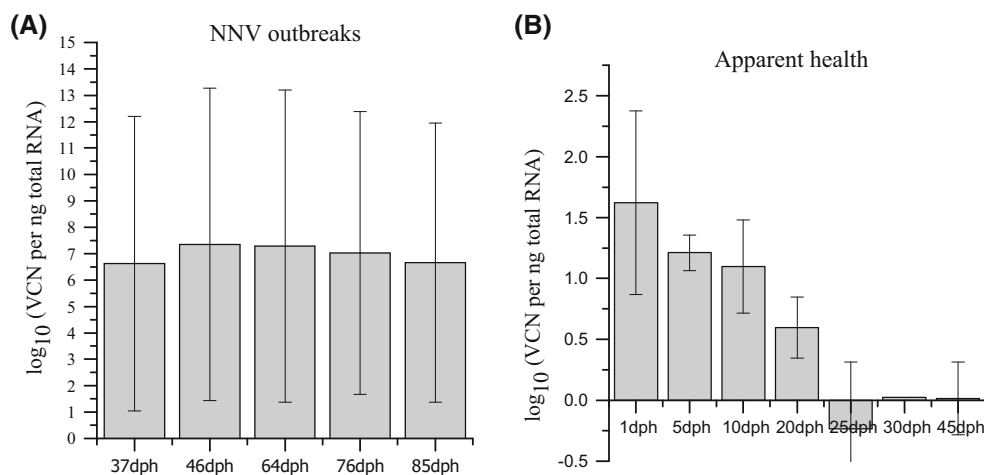 (A)
NNV outbreaks
log10 (VCN per ng total RNA)
15
14
13
12
11
10
9
8
7
6
5
4
3
2
1
0
37dph 46dph 64dph 76dph 85dph
(B)
Apparent health
log10 (VCN per ng total RNA)
2.5
2.0
1.5
1.0
0.5
0.0
-0.5
1dph 5dph 10dph 20dph 25dph 30dph 45dph